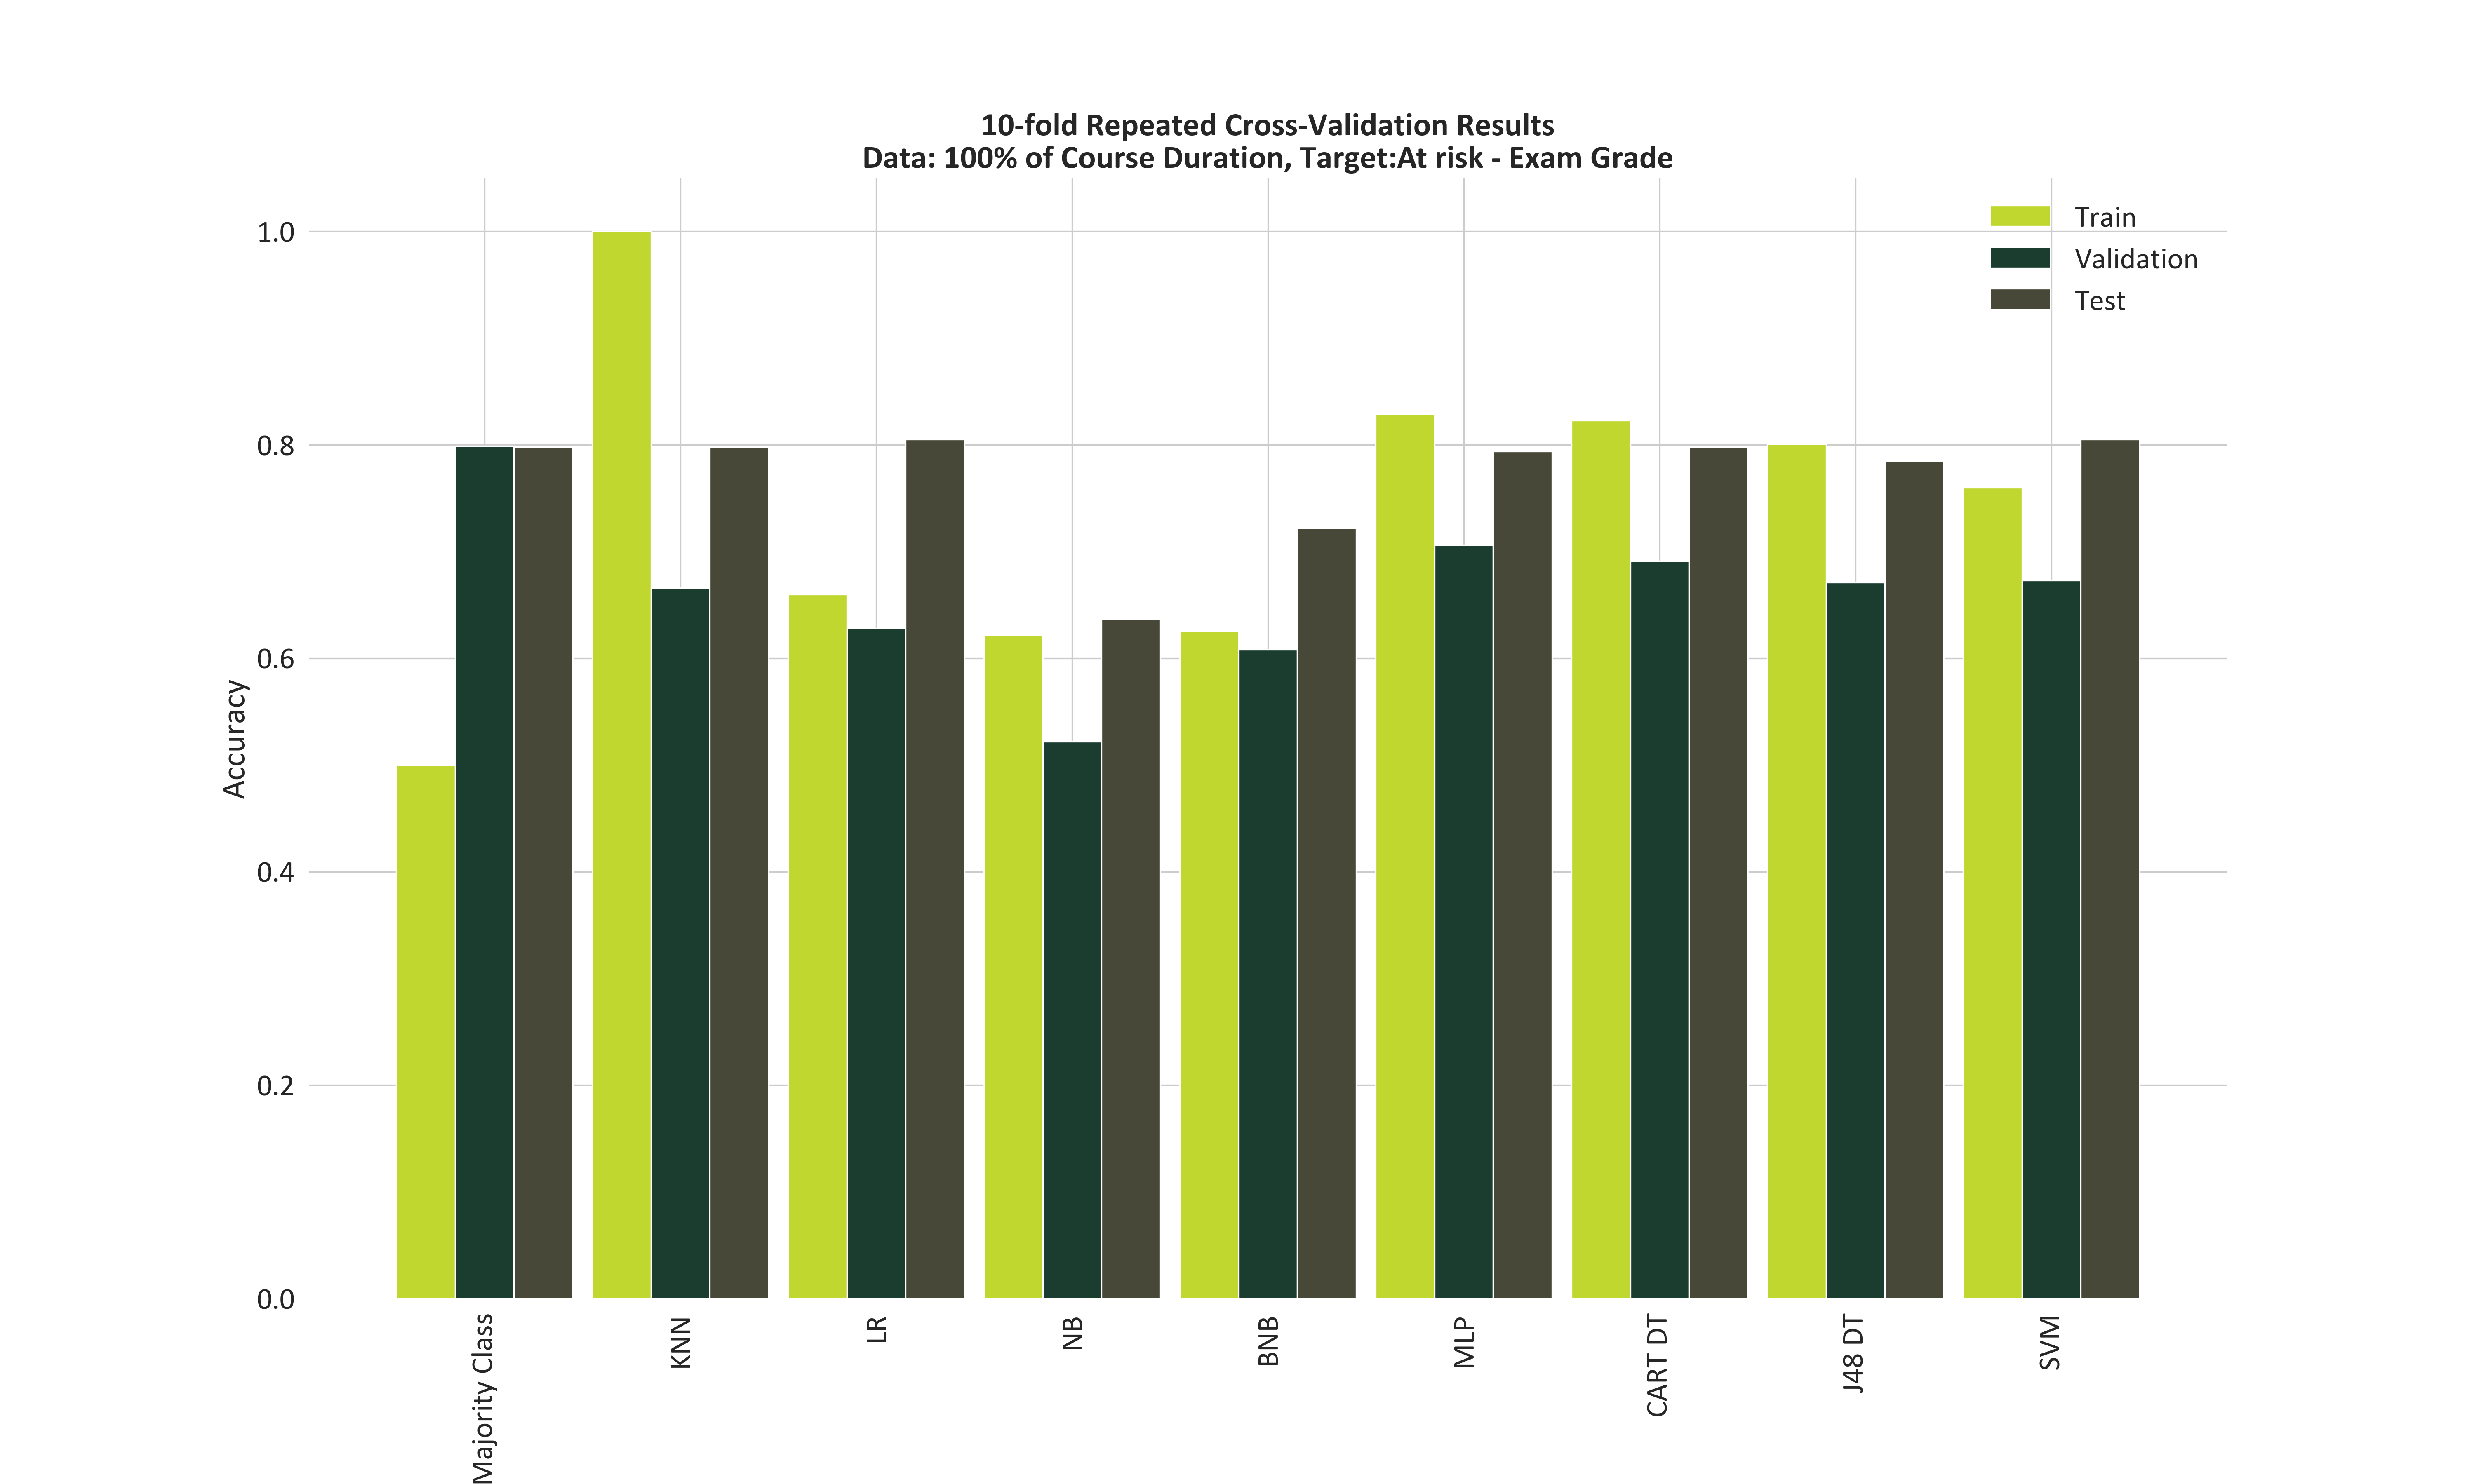 10-fold Repeated Cross-Validation Results
Data: 100% of Course Duration, Target:At risk - Exam Grade
Train
Validation
Test
Accuracy
1.0
0.8
0.6
0.4
0.2
0.0
Majority Class
KNN
LR
NB
BNB
MLP
CART DT
J48 DT
SVM